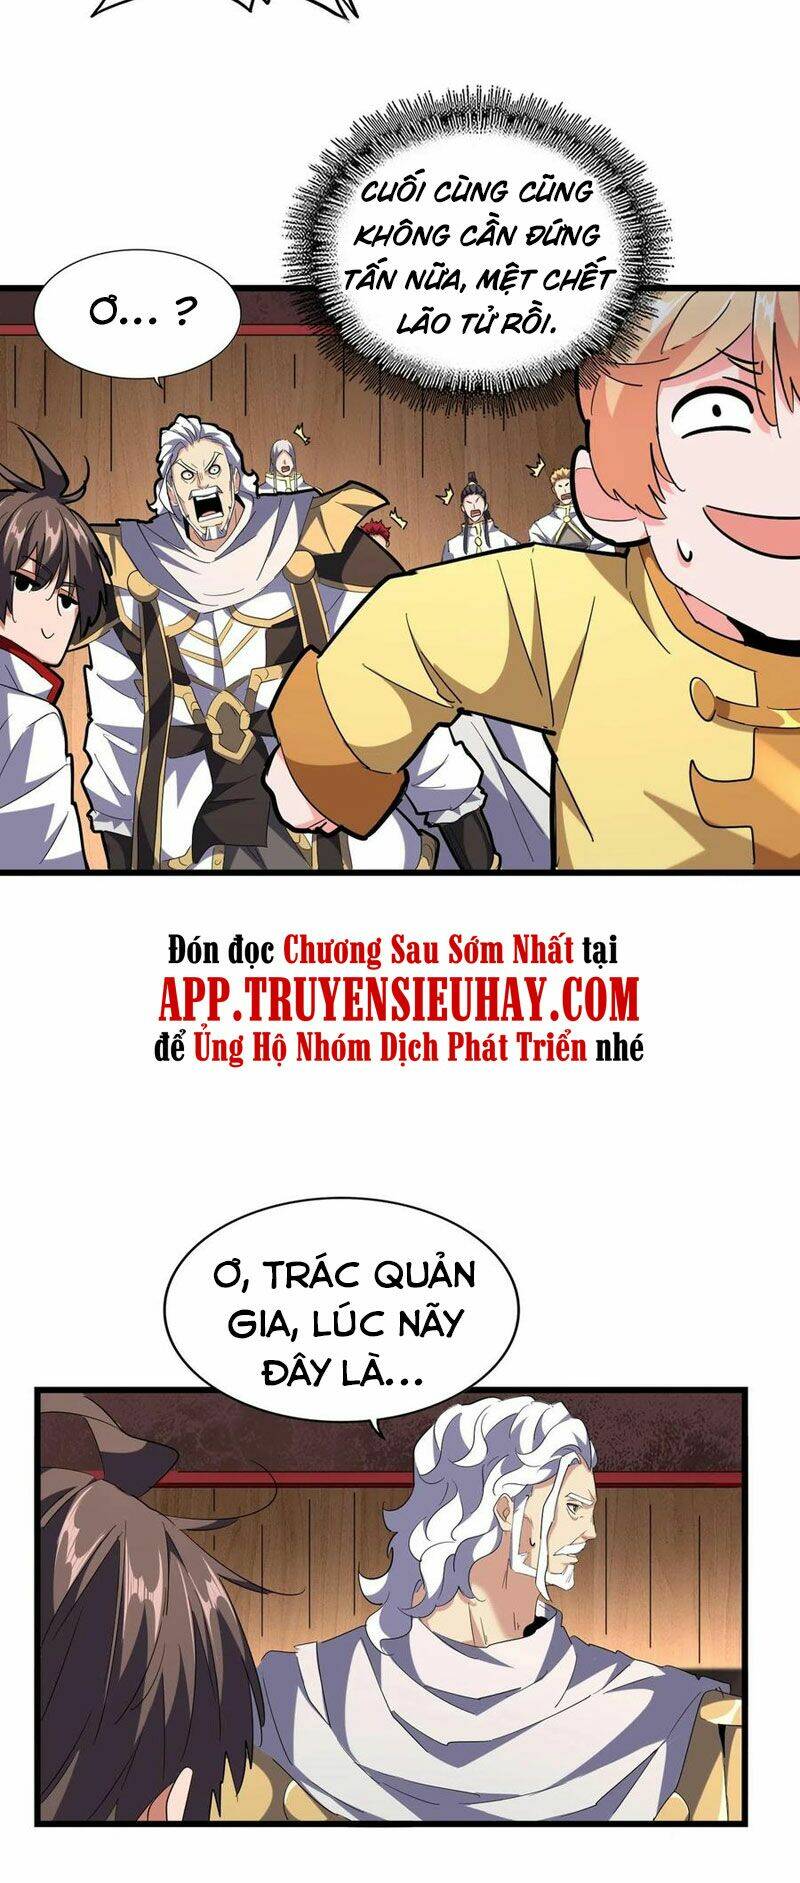 CUỐI CÙNG CŨNG
KHÔNG CẦN ĐỨNG
TẤN NỮA, MỆT CHẾT
LÃO TỬ RỒI.
Ơ... ?
Đón đọc Chương Sau Sớm Nhất tại
APP.TRUYENSIEUHAY.COM
để Ủng Hộ Nhóm Dịch Phát Triển nhé
Ơ, TRÁC QUẢN
GIA, LÚC NÃY
ĐÂY LÀ...